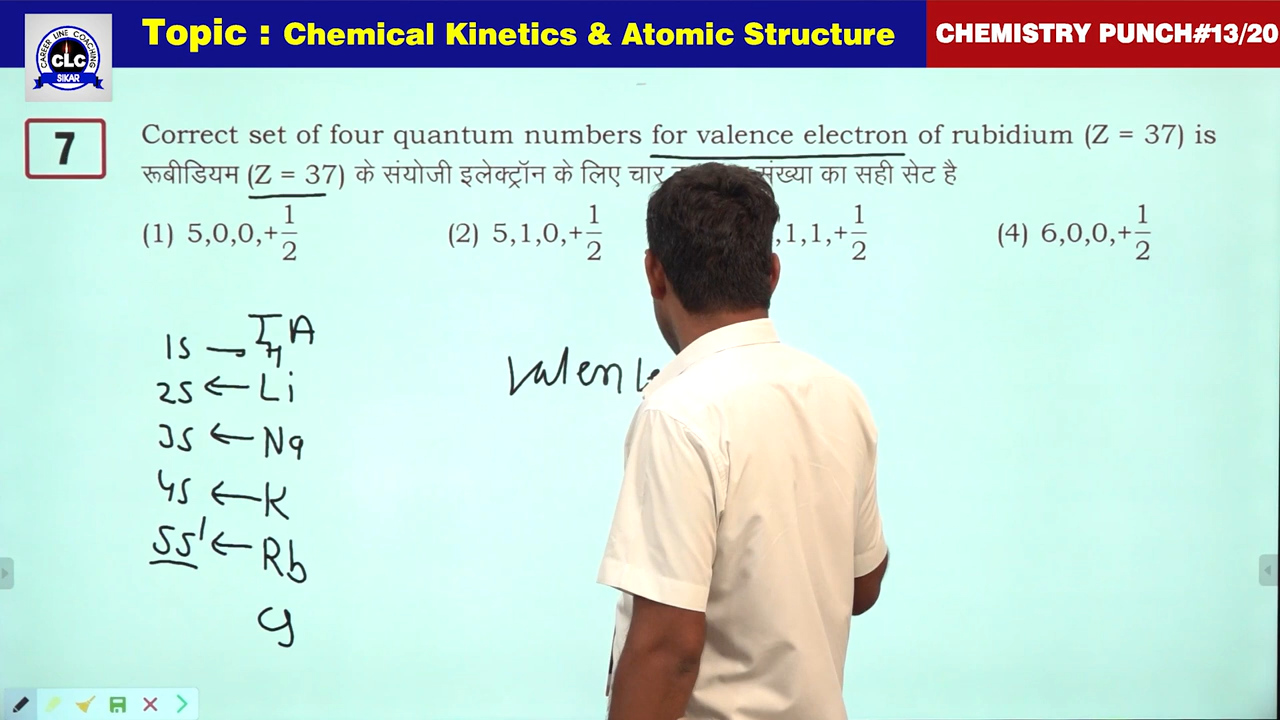 CAREER LINE COACHING
CLC
SIKAR
Topic : Chemical Kinetics & Atomic Structure
CHEMISTRY PUNCH#13/20
7
Correct set of four quantum numbers for valence electron of rubidium (Z = 37) is
रूबीडियम (Z = 37) के संयोजी इलेक्ट्रॉन के लिए चार संख्या का सही सेट है
(1) 5,0,0,+1/2 (2) 5,1,0,+1/2 ,1,1,+1/2 (4) 6,0,0,+1/2
IA
1s H
2s ← Li
3s ← Na
4s ← K
5s¹ ← Rb
Valen